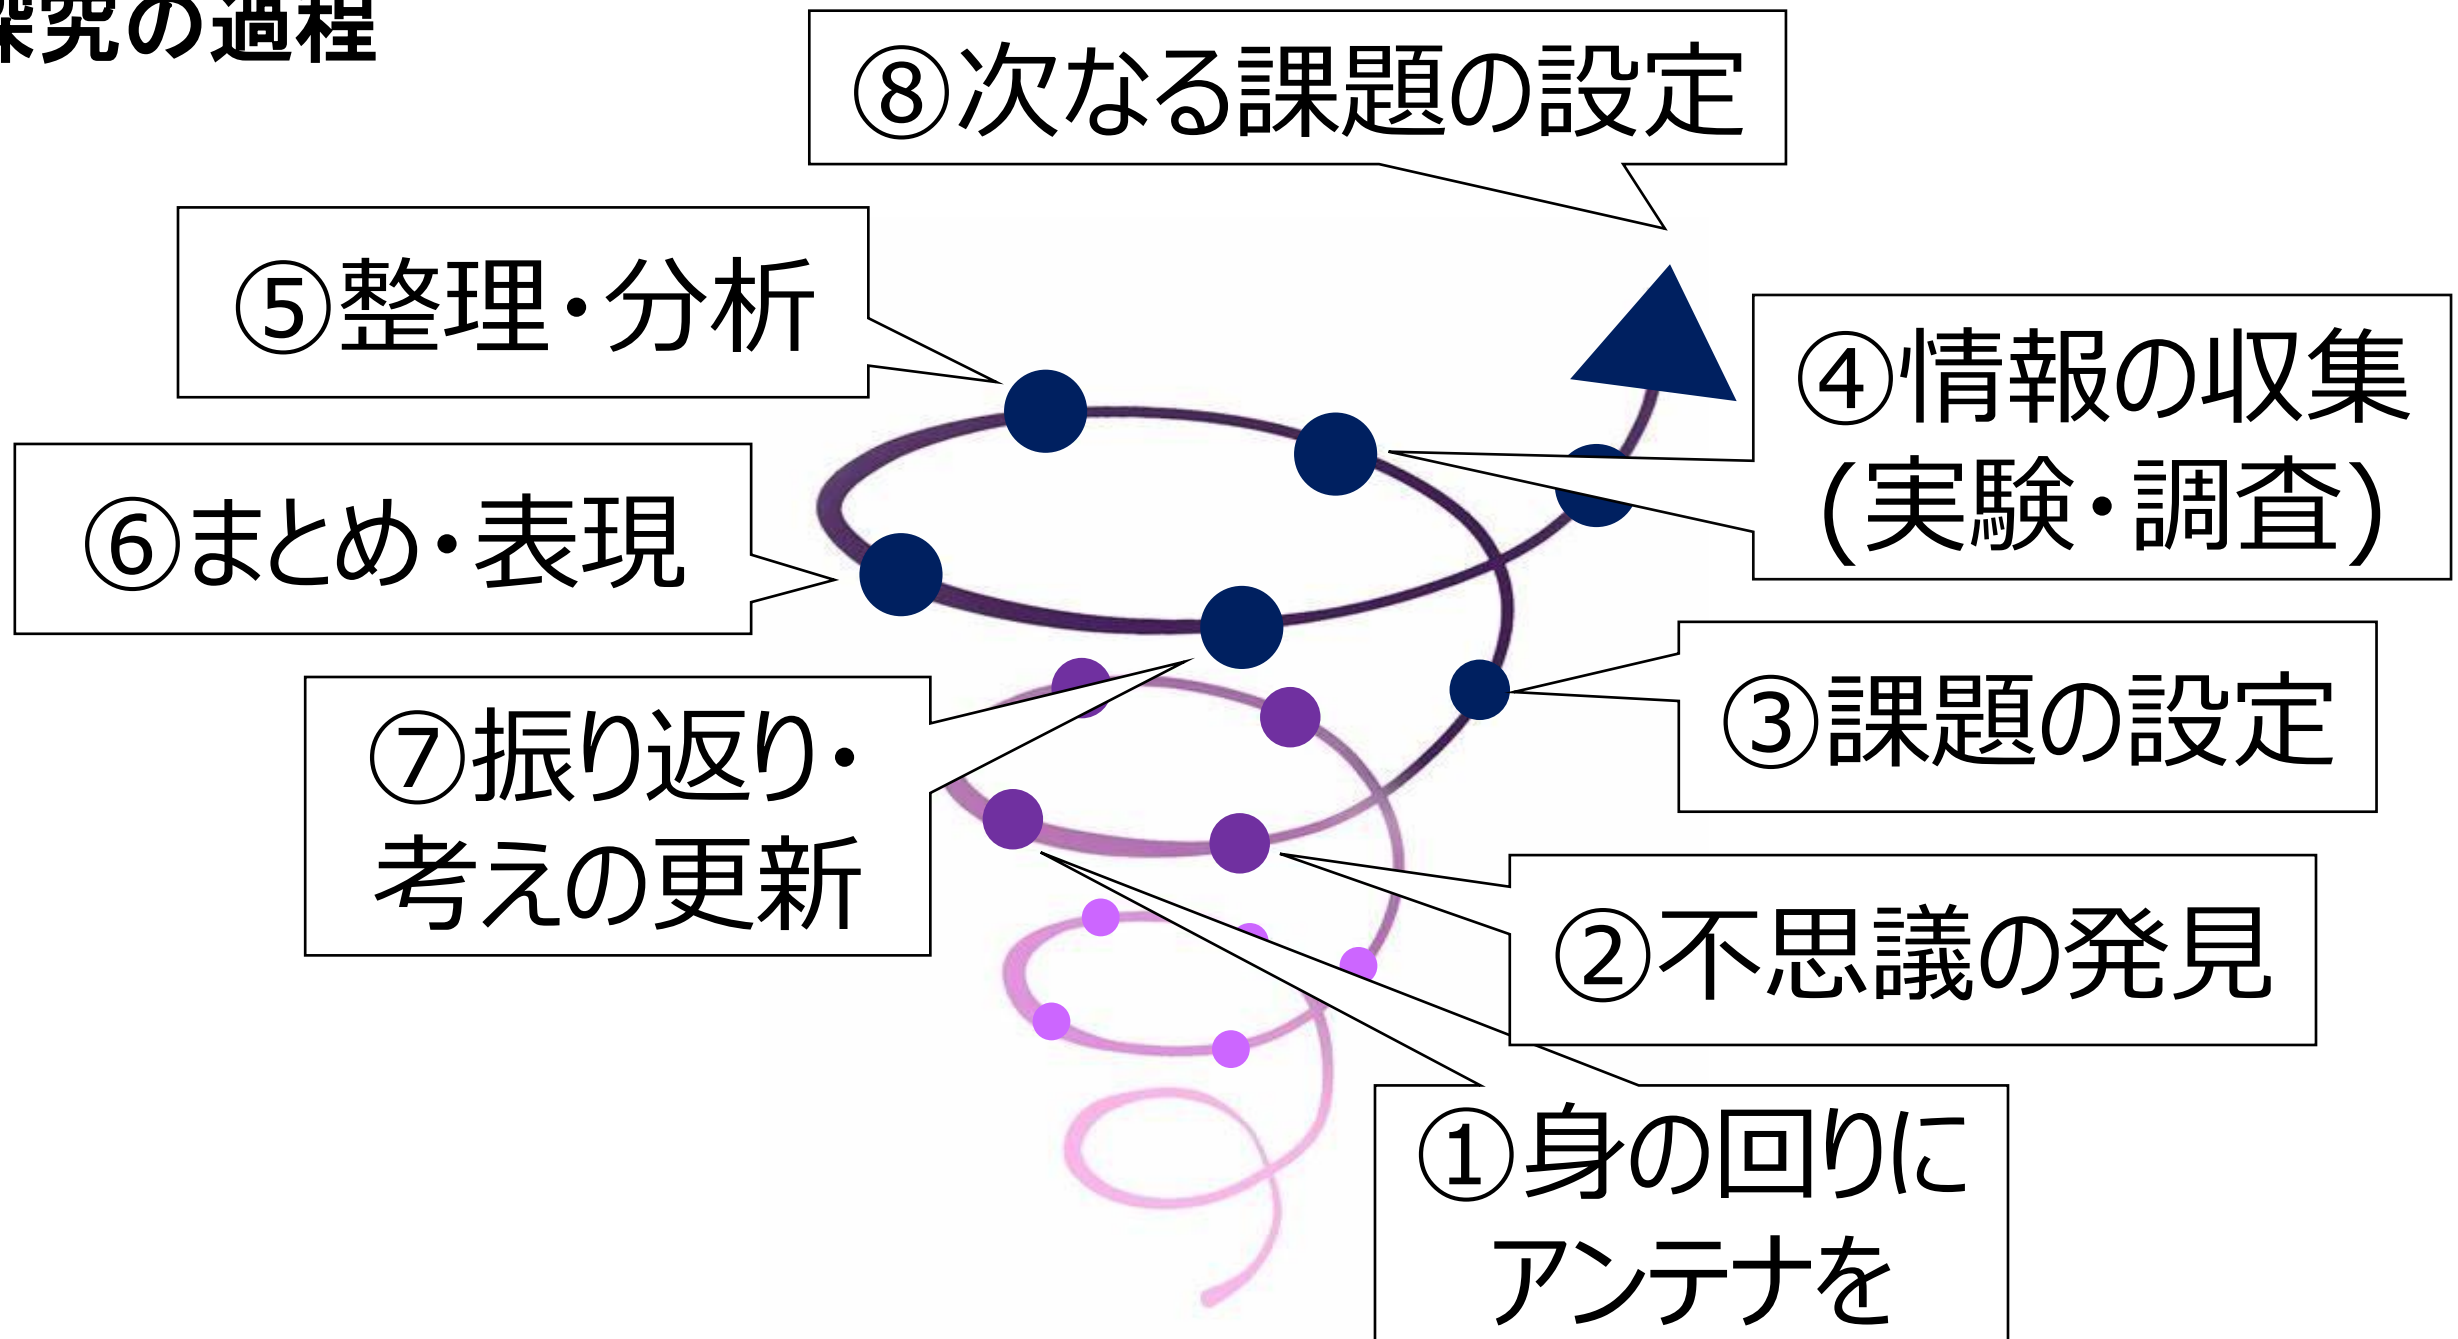 探究の過程
⑧次なる課題の設定
⑤整理・分析
④情報の収集
(実験・調査)
⑥まとめ・表現
③課題の設定
⑦振り返り・
考えの更新
②不思議の発見
①身の回りに
アンテナを